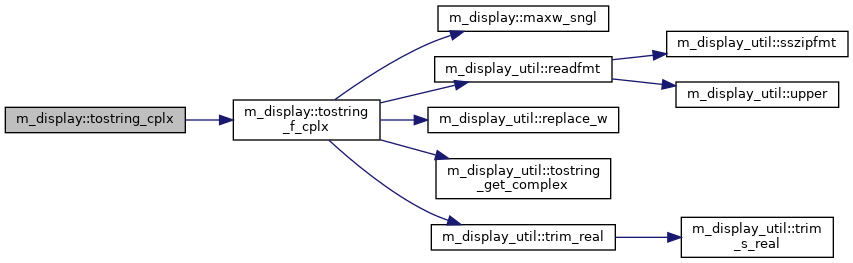 m_display::tostring_cplx
m_display::tostring
_f_cplx
m_display::maxw_sngl
m_display_util::readfmt
m_display_util::sszipfmt
m_display_util::upper
m_display_util::replace_w
m_display_util::tostring
_get_complex
m_display_util::trim_real
m_display_util::trim
_s_real